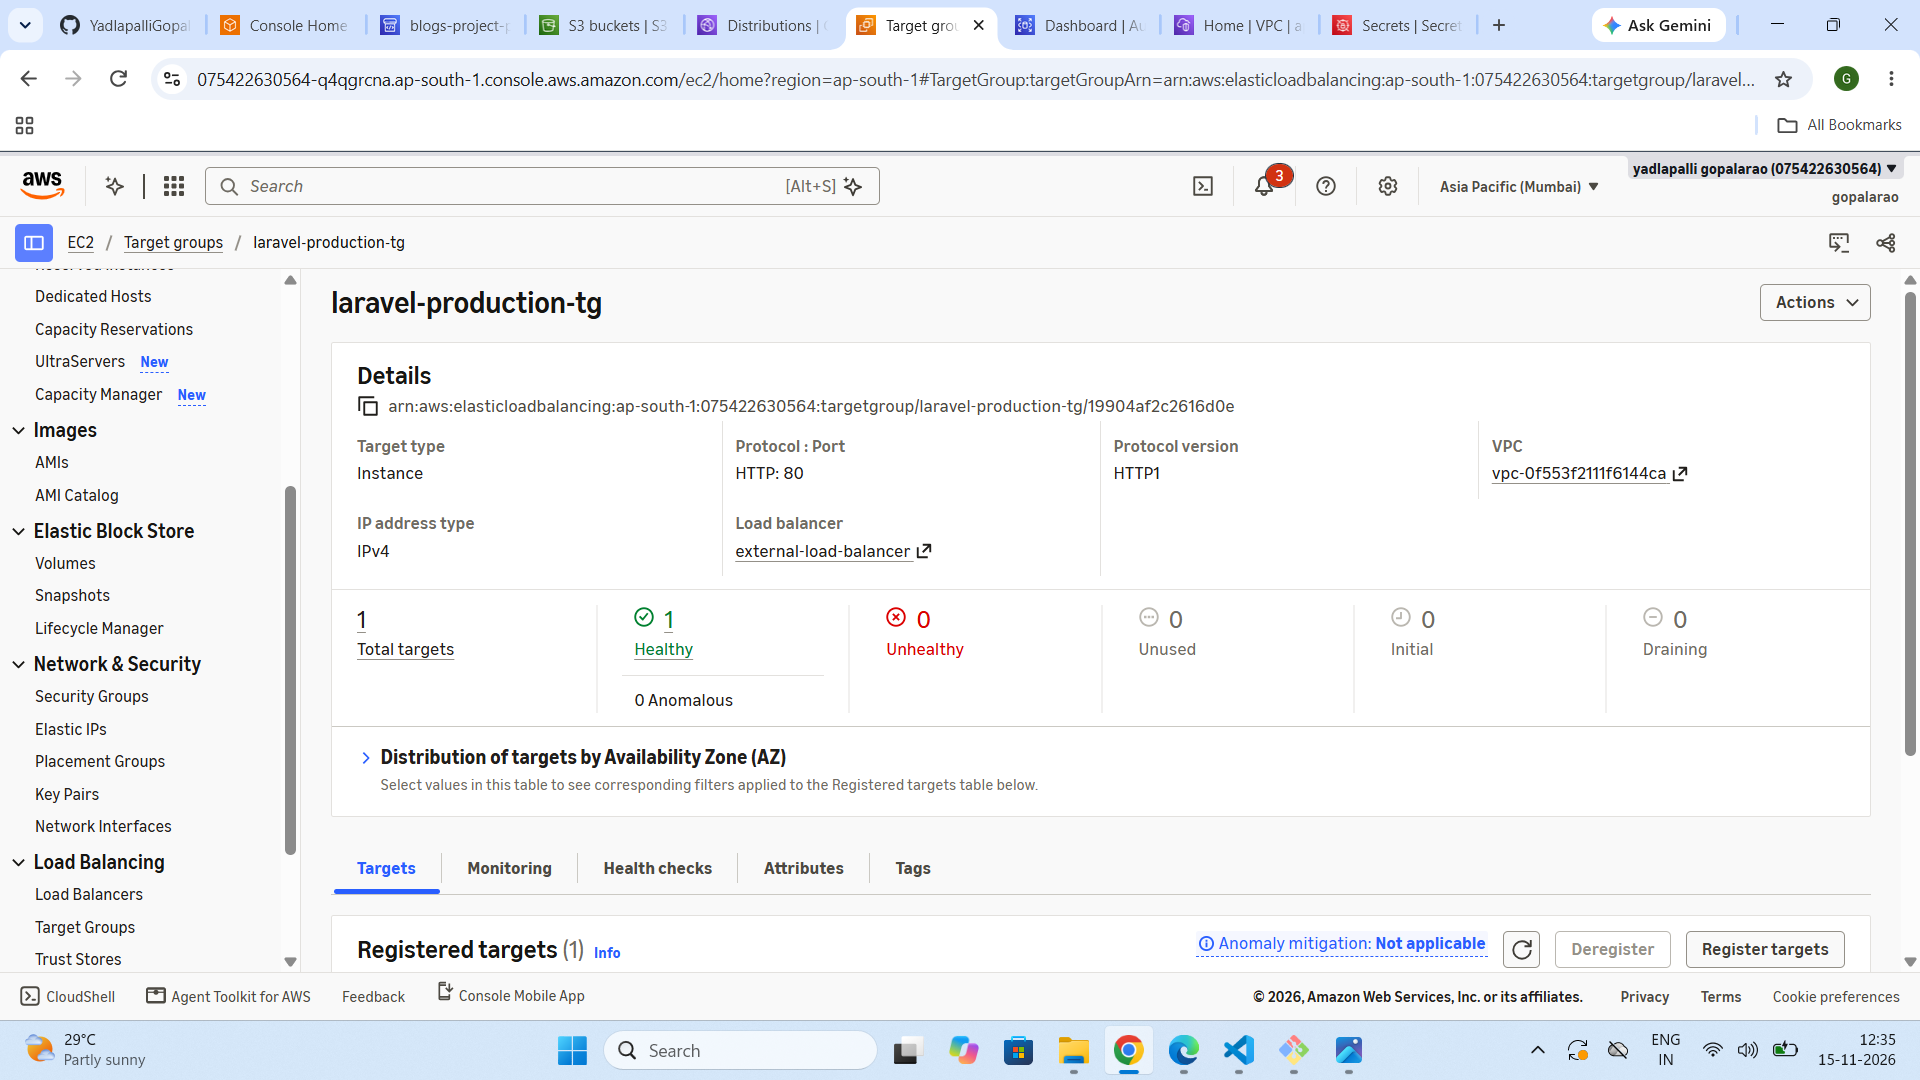 YadlapalliGopal
Console Home
blogs-project-p
S3 buckets | S3
Distributions | C
Target grou
Dashboard | Au
Home | VPC | a
Secrets | Secret
Ask Gemini
075422630564-q4qgrcna.ap-south-1.console.aws.amazon.com/ec2/home?region=ap-south-1#TargetGroup:targetGroupArn=arn:aws:elasticloadbalancing:ap-south-1:075422630564:targetgroup/laravel...
G
All Bookmarks
aws
Search
[Alt+S]
3
Asia Pacific (Mumbai)
yadlapalli gopalarao (075422630564)
gopalarao
EC2 / Target groups / laravel-production-tg
Reserved Instances
Dedicated Hosts
Capacity Reservations
UltraServers New
Capacity Manager New
Images
AMIs
AMI Catalog
Elastic Block Store
Volumes
Snapshots
Lifecycle Manager
Network & Security
Security Groups
Elastic IPs
Placement Groups
Key Pairs
Network Interfaces
Load Balancing
Load Balancers
Target Groups
Trust Stores
laravel-production-tg
Actions
Details
arn:aws:elasticloadbalancing:ap-south-1:075422630564:targetgroup/laravel-production-tg/19904af2c2616d0e
Target type
Instance
Protocol : Port
HTTP: 80
Protocol version
HTTP1
VPC
vpc-0f553f2111f6144ca
IP address type
IPv4
Load balancer
external-load-balancer
1
Total targets
1
Healthy
0 Anomalous
0
Unhealthy
0
Unused
0
Initial
0
Draining
Distribution of targets by Availability Zone (AZ)
Select values in this table to see corresponding filters applied to the Registered targets table below.
Targets
Monitoring
Health checks
Attributes
Tags
Registered targets (1) Info
Anomaly mitigation: Not applicable
Deregister
Register targets
CloudShell
Agent Toolkit for AWS
Feedback
Console Mobile App
© 2026, Amazon Web Services, Inc. or its affiliates.
Privacy
Terms
Cookie preferences
29°C
Partly sunny
Search
ENG
IN
12:35
15-11-2026